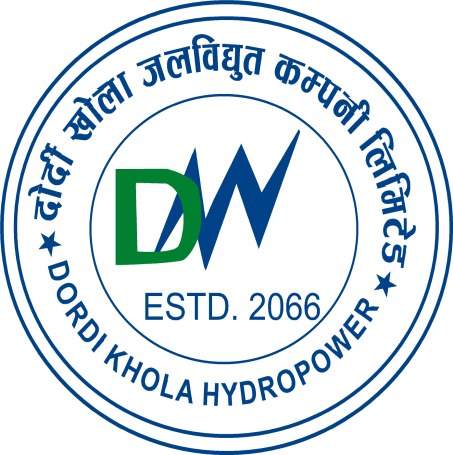 दोर्दी खोला जलविद्युत कम्पनी लिमिटेड
DW
ESTD. 2066
★ DORDI KHOLA HYDROPOWER ★